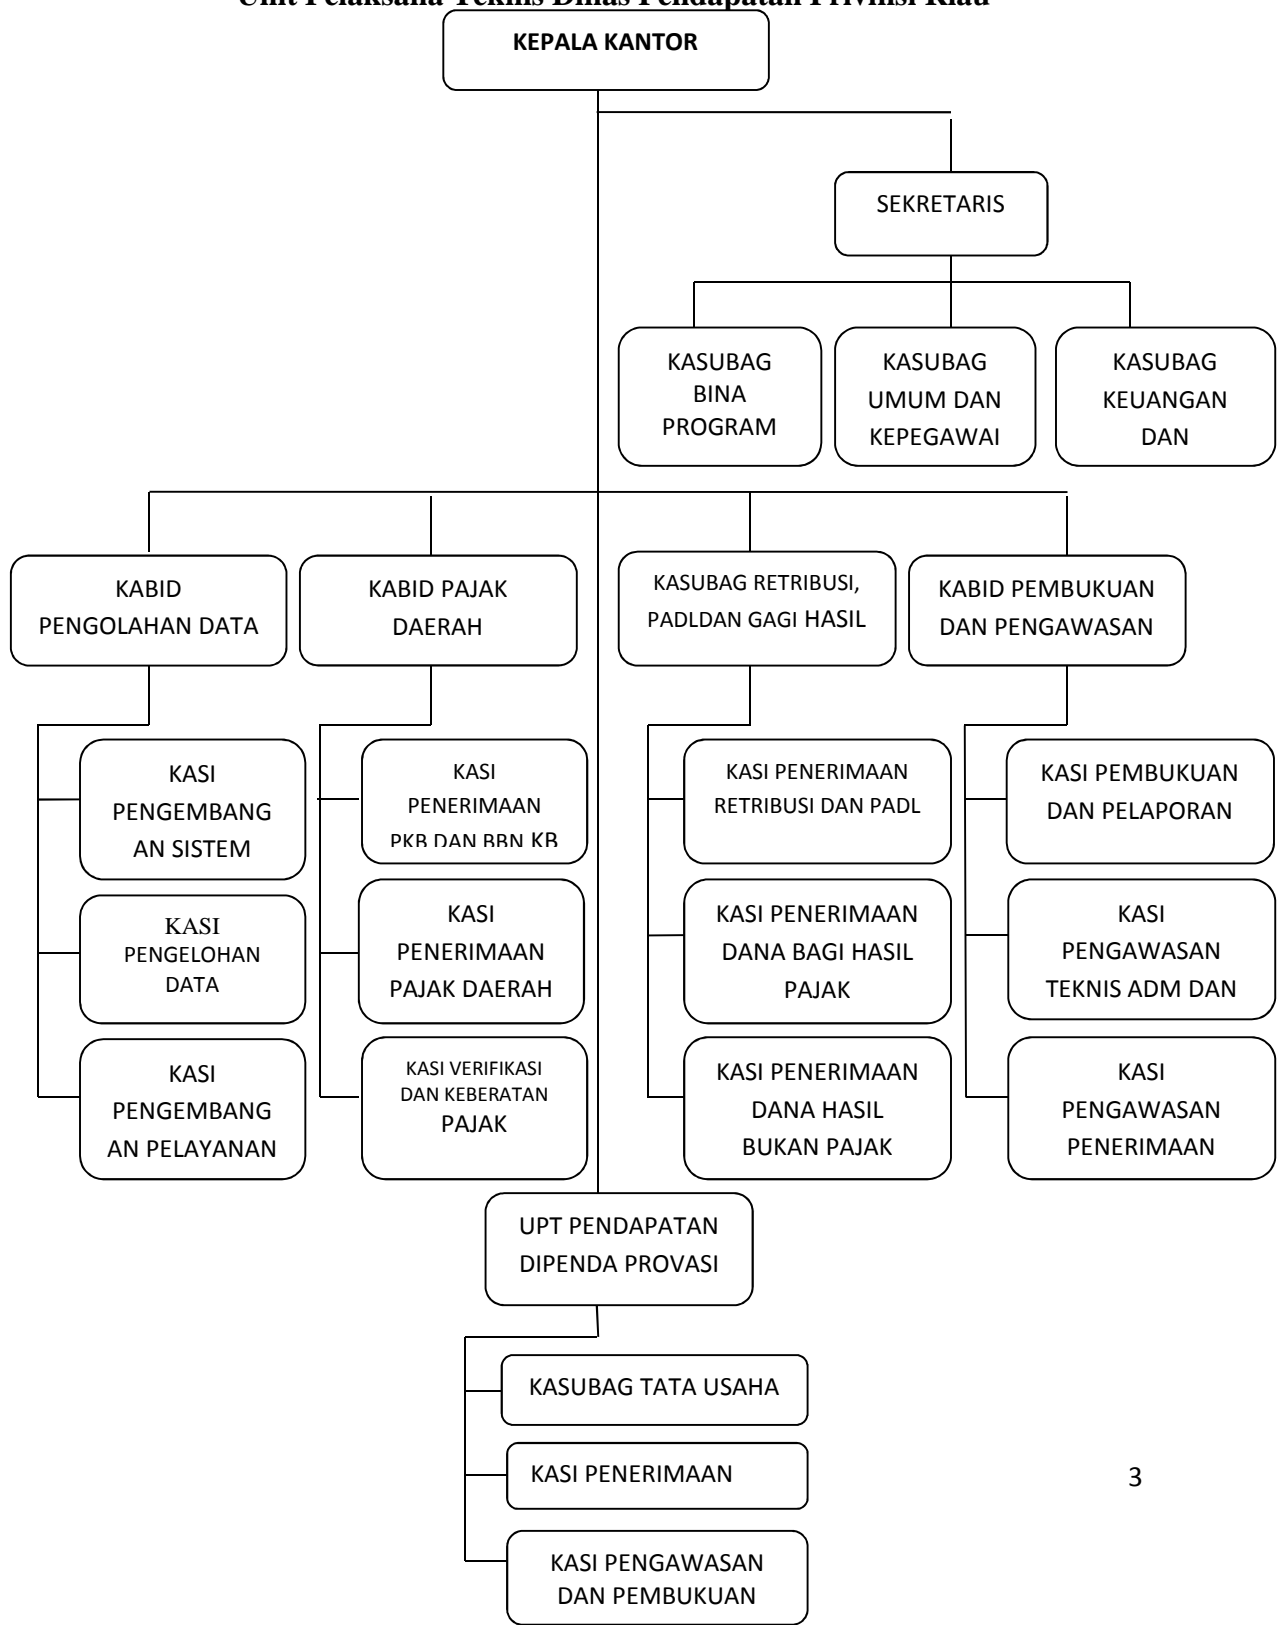 Unit Pelaksana Teknis Dinas Pendapatan Privinsi Riau
KEPALA KANTOR
SEKRETARIS
KASUBAG
BINA
PROGRAM
KASUBAG
UMUM DAN
KEPEGAWAI
KASUBAG
KEUANGAN
DAN
KABID
PENGOLAHAN DATA
KABID PAJAK
DAERAH
KASUBAG RETRIBUSI,
PADLDAN GAGI HASIL
KABID PEMBUKUAN
DAN PENGAWASAN
KASI
PENGEMBANG
AN SISTEM
KASI
PENERIMAAN
PKB DAN BBN KB
KASI PENERIMAAN
RETRIBUSI DAN PADL
KASI PEMBUKUAN
DAN PELAPORAN
KASI
PENGELOHAN
DATA
KASI
PENERIMAAN
PAJAK DAERAH
KASI PENERIMAAN
DANA BAGI HASIL
PAJAK
KASI
PENGAWASAN
TEKNIS ADM DAN
KASI
PENGEMBANG
AN PELAYANAN
KASI VERIFIKASI
DAN KEBERATAN
PAJAK
KASI PENERIMAAN
DANA HASIL
BUKAN PAJAK
KASI
PENGAWASAN
PENERIMAAN
UPT PENDAPATAN
DIPENDA PROVASI
KASUBAG TATA USAHA
KASI PENERIMAAN
3
KASI PENGAWASAN
DAN PEMBUKUAN